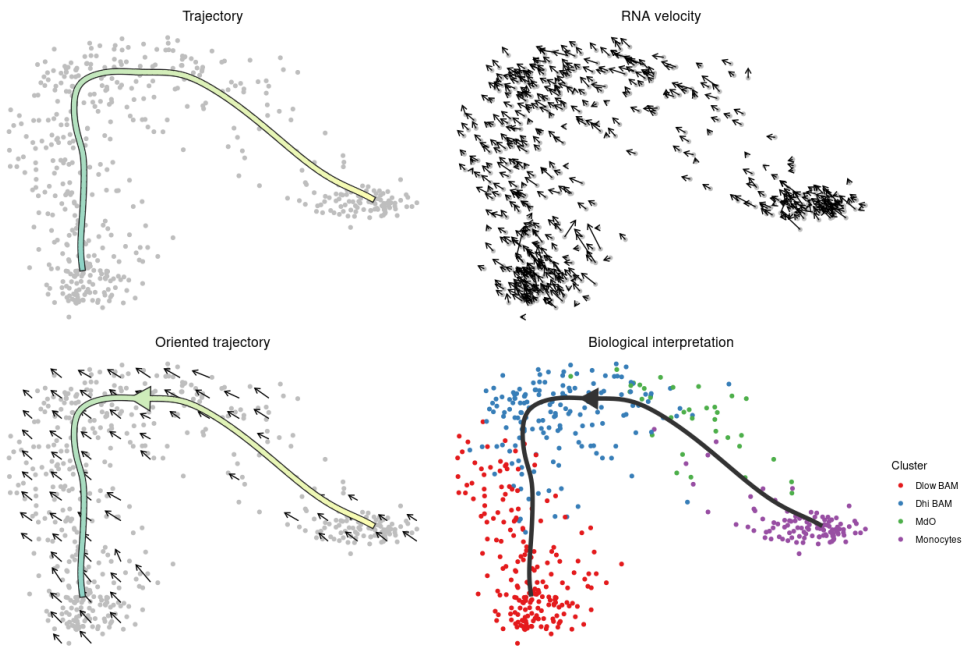 Trajectory
RNA velocity
Oriented trajectory
Biological interpretation
Cluster
Dlow BAM
Dhi BAM
MdO
Monocytes